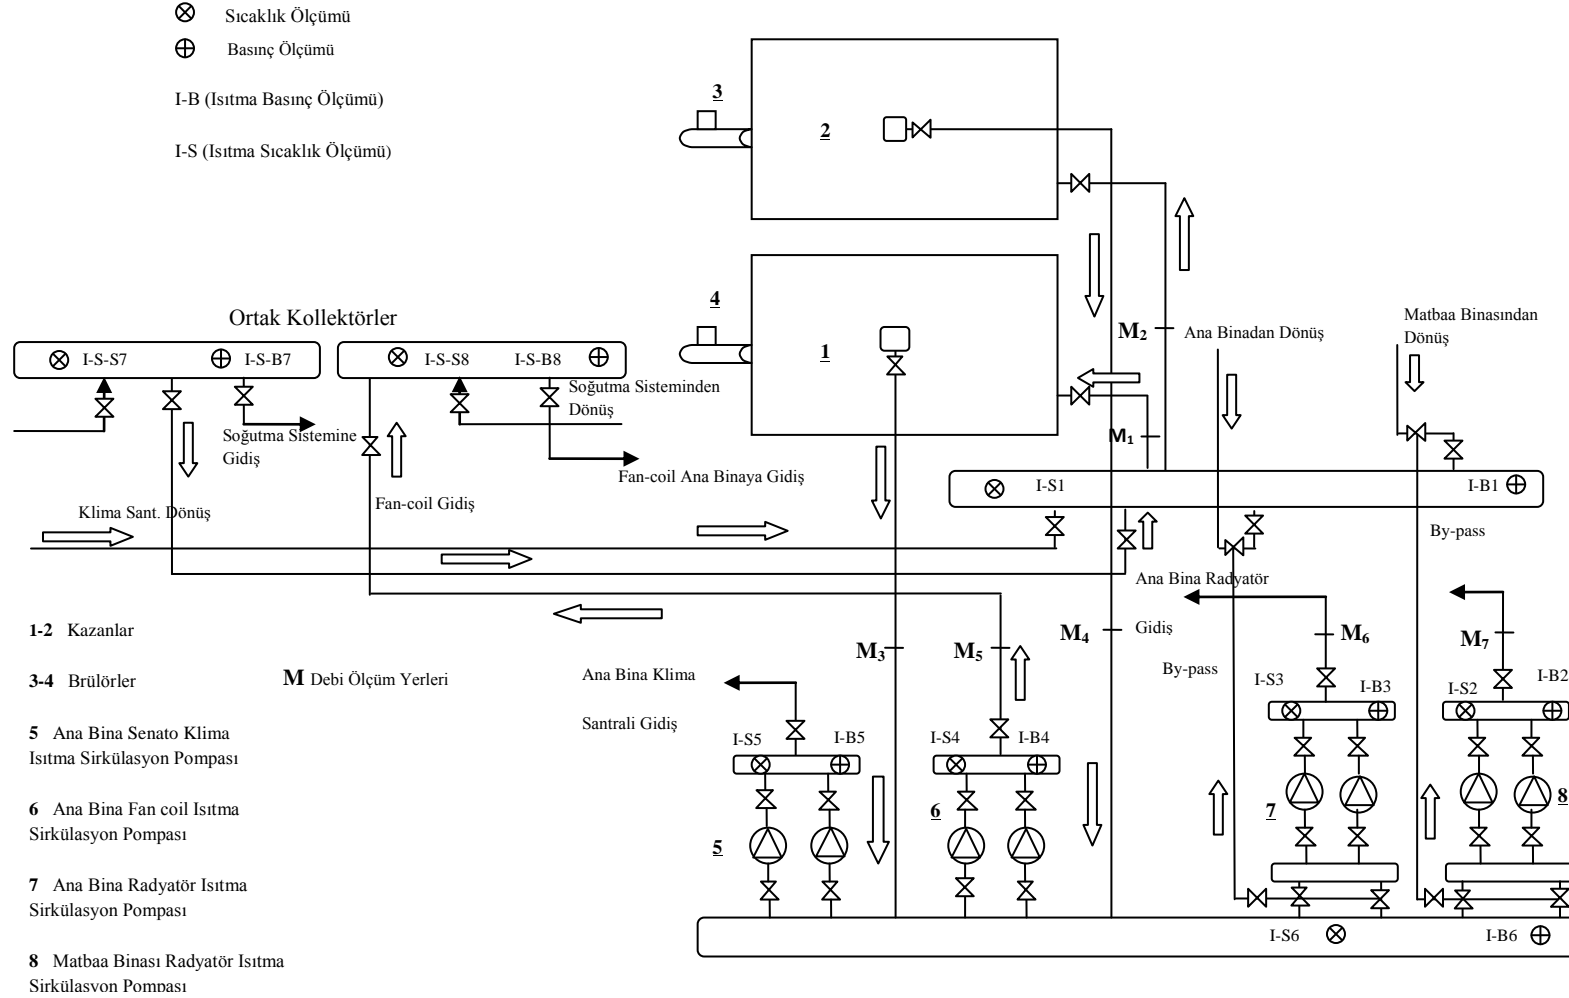 Sıcaklık Ölçümü
Basınç Ölçümü
I-B (Isıtma Basınç Ölçümü)
I-S (Isıtma Sıcaklık Ölçümü)
3
2
4
1
Ortak Kollektörler
I-S-S7
I-S-B7
I-S-S8
I-S-B8
Soğutma Sisteminden
Dönüş
Soğutma Sistemine
Gidiş
Fan-coil Ana Binaya Gidiş
Fan-coil Gidiş
Klima Sant. Dönüş
M2
Ana Binadan Dönüş
Matbaa Binasından
Dönüş
M1
I-S1
I-B1
By-pass
Ana Bina Radyatör
Gidiş
By-pass
M3
M5
M4
M6
M7
Ana Bina Klima
Santrali Gidiş
I-S5
I-B5
I-S4
I-B4
I-S3
I-B3
I-S2
I-B2
5
6
7
8
I-S6
I-B6
1-2 Kazanlar
3-4 Brülörler
M Debi Ölçüm Yerleri
5 Ana Bina Senato Klima
Isıtma Sirkülasyon Pompası
6 Ana Bina Fan coil Isıtma
Sirkülasyon Pompası
7 Ana Bina Radyatör Isıtma
Sirkülasyon Pompası
8 Matbaa Binası Radyatör Isıtma
Sirkülasyon Pompası